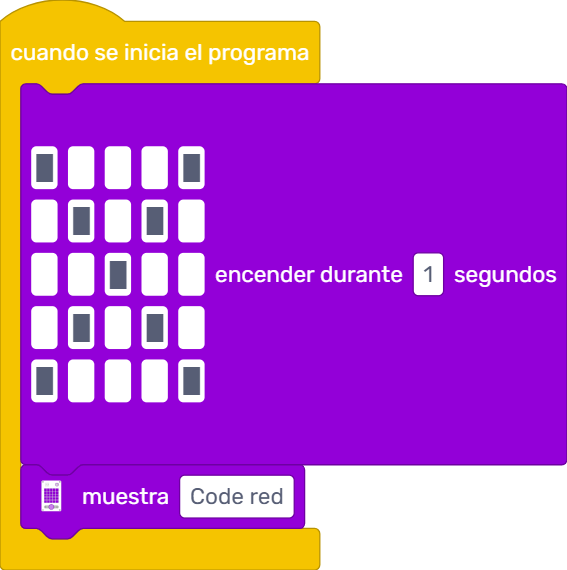 cuando se inicia el programa
encender durante 1 segundos
muestra Code red